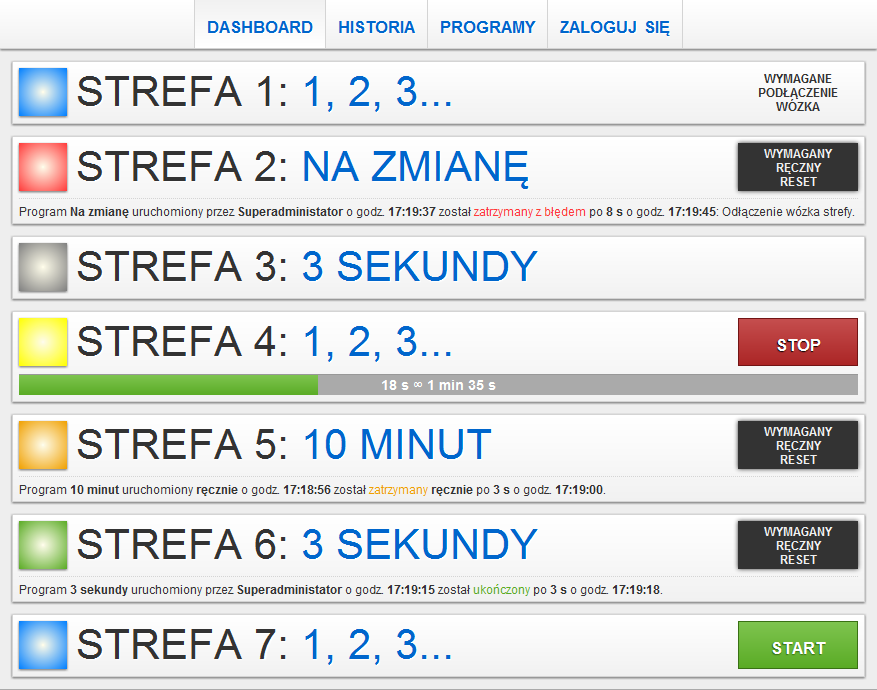 DASHBOARD HISTORIA PROGRAMY ZALOGUJ SIĘ
STREFA 1: 1, 2, 3...
WYMAGANE
PODŁĄCZENIE
WÓZKA
STREFA 2: NA ZMIANĘ
WYMAGANY
RĘCZNY
RESET
Program Na zmianę uruchomiony przez Superadministator o godz. 17:19:37 został zatrzymany z błędem po 8 s o godz. 17:19:45: Odłączenie wózka strefy.
STREFA 3: 3 SEKUNDY
STREFA 4: 1, 2, 3...
STOP
18 s ∞ 1 min 35 s
STREFA 5: 10 MINUT
WYMAGANY
RĘCZNY
RESET
Program 10 minut uruchomiony ręcznie o godz. 17:18:56 został zatrzymany ręcznie po 3 s o godz. 17:19:00.
STREFA 6: 3 SEKUNDY
WYMAGANY
RĘCZNY
RESET
Program 3 sekundy uruchomiony przez Superadministator o godz. 17:19:15 został ukończony po 3 s o godz. 17:19:18.
STREFA 7: 1, 2, 3...
START